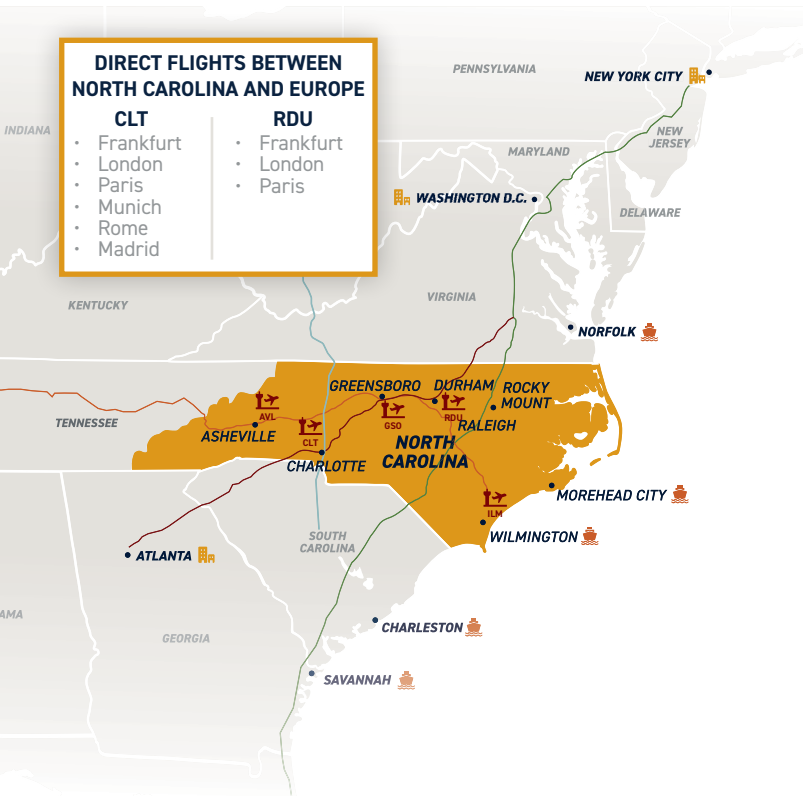 DIRECT FLIGHTS BETWEEN
NORTH CAROLINA AND EUROPE
CLT
• Frankfurt
• London
• Paris
• Munich
• Rome
• Madrid
RDU
• Frankfurt
• London
• Paris
PENNSYLVANIA
NEW YORK CITY
INDIANA
NEW
JERSEY
MARYLAND
WASHINGTON D.C.
DELAWARE
VIRGINIA
KENTUCKY
NORFOLK
GREENSBORO
DURHAM
ROCKY
MOUNT
AVL
TENNESSEE
ASHEVILLE
CLT
GSO
RDU
RALEIGH
NORTH
CAROLINA
CHARLOTTE
MOREHEAD CITY
ILM
WILMINGTON
SOUTH
CAROLINA
ATLANTA
AMA
GEORGIA
CHARLESTON
SAVANNAH